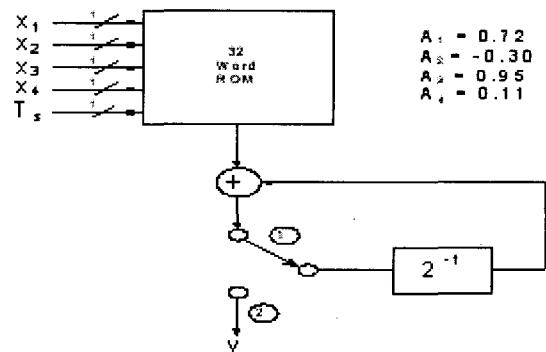 X1
X2
X3
X4
Ts
1
1
1
1
1
32
Word
ROM
A1 = 0.72
A2 = -0.30
A3 = 0.95
A4 = 0.11
+
1
2^-1
2
Y